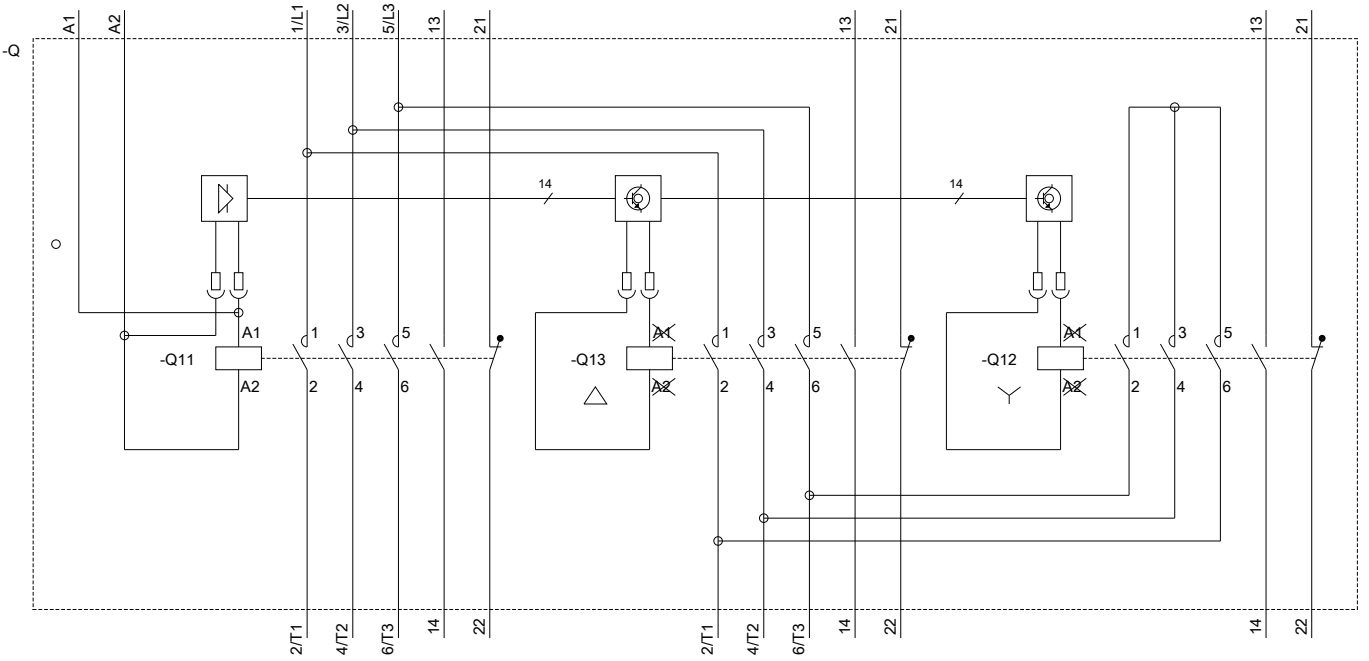 A1 A2 1/L1 3/L2 5/L3 13 21 13 21 13 21
-Q
14 14
A1 1 3 5 A1 1 3 5 A1 1 3 5
-Q11 -Q13 -Q12
A2 2 4 6 A2 2 4 6 A2 2 4 6
2/T1 4/T2 6/T3 14 22 2/T1 4/T2 6/T3 14 22 14 22